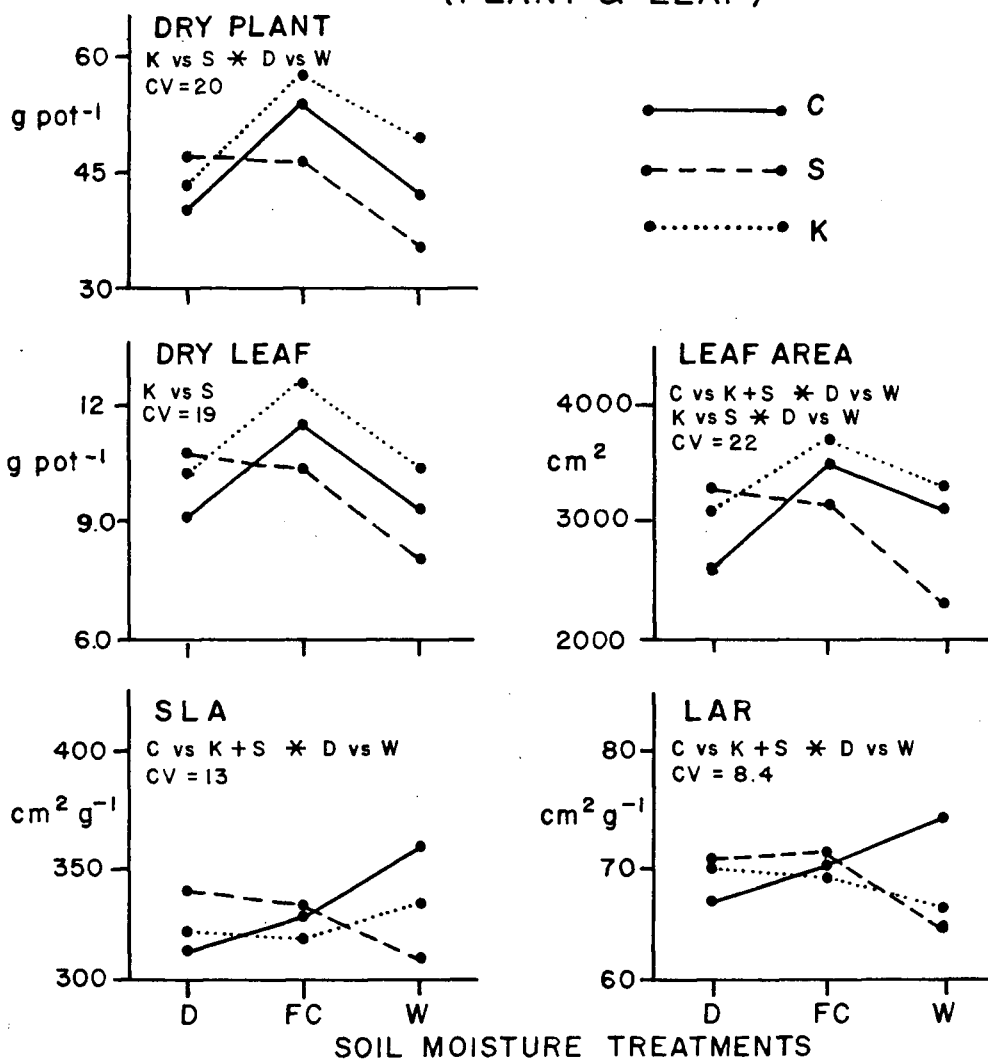 (PLANT & LEAF)
DRY PLANT
K vs S * D vs W
CV = 20
60
g pot⁻¹
45
30
C
S
K
DRY LEAF
K vs S
CV = 19
12
g pot⁻¹
9.0
6.0
LEAF AREA
C vs K+S * D vs W
K vs S * D vs W
CV = 22
4000
cm²
3000
2000
SLA
C vs K+S * D vs W
CV = 13
400
cm² g⁻¹
350
300
D FC W
LAR
C vs K+S * D vs W
CV = 8.4
80
cm² g⁻¹
70
60
D FC W
SOIL MOISTURE TREATMENTS